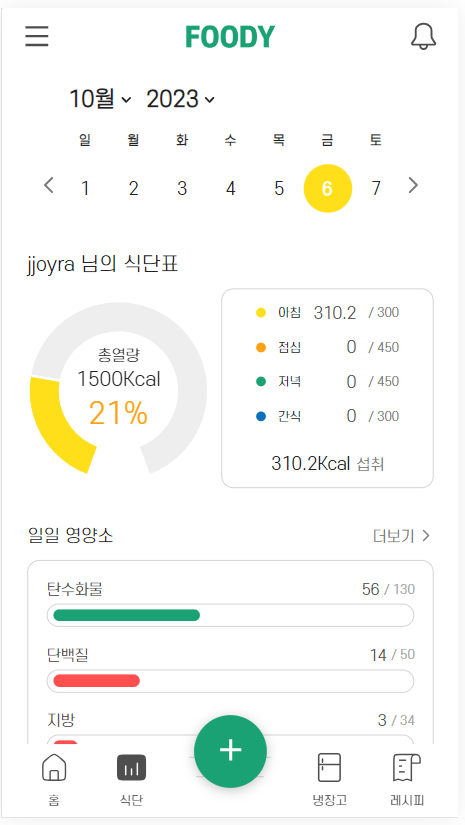 FOODY
10월 2023
일 월 화 수 목 금 토
1 2 3 4 5 6 7
jjoyra 님의 식단표
총열량
1500Kcal
21%
아침 310.2 / 300
점심 0 / 450
저녁 0 / 450
간식 0 / 300
310.2Kcal 섭취
일일 영양소 더보기
탄수화물 56 / 130
단백질 14 / 50
지방 3 / 34
홈 식단 냉장고 레시피